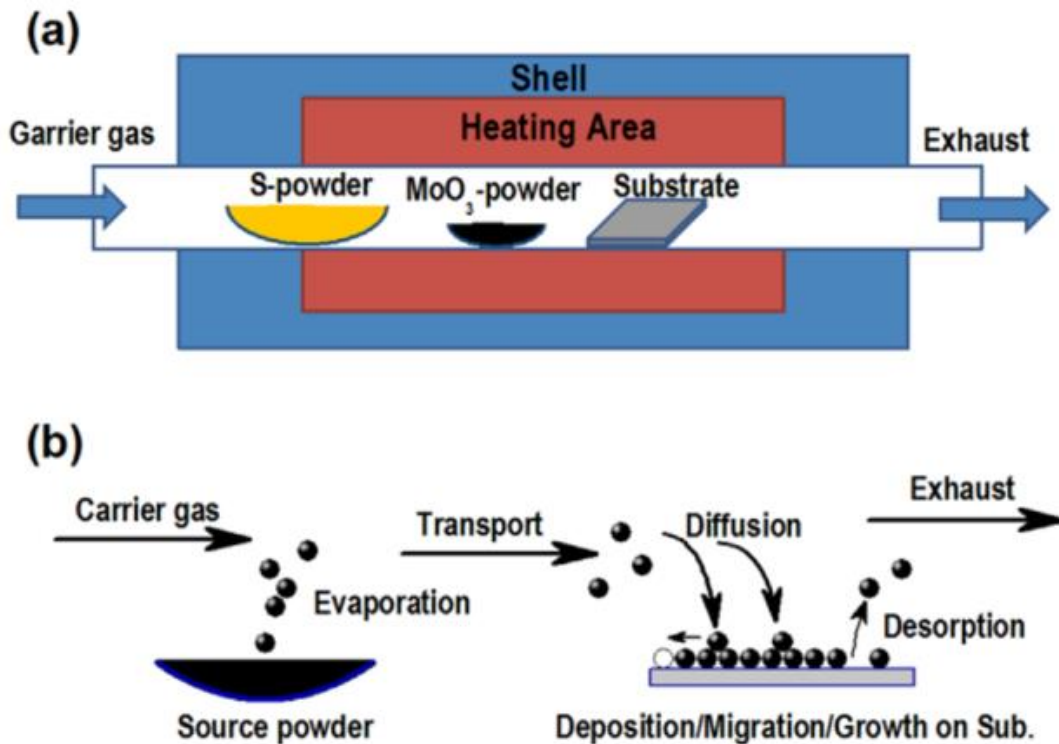 (a)
Shell
Heating Area
Garrier gas
Exhaust
S-powder
MoO₃-powder
Substrate
(b)
Carrier gas
Transport
Diffusion
Exhaust
Evaporation
Desorption
Source powder
Deposition/Migration/Growth on Sub.